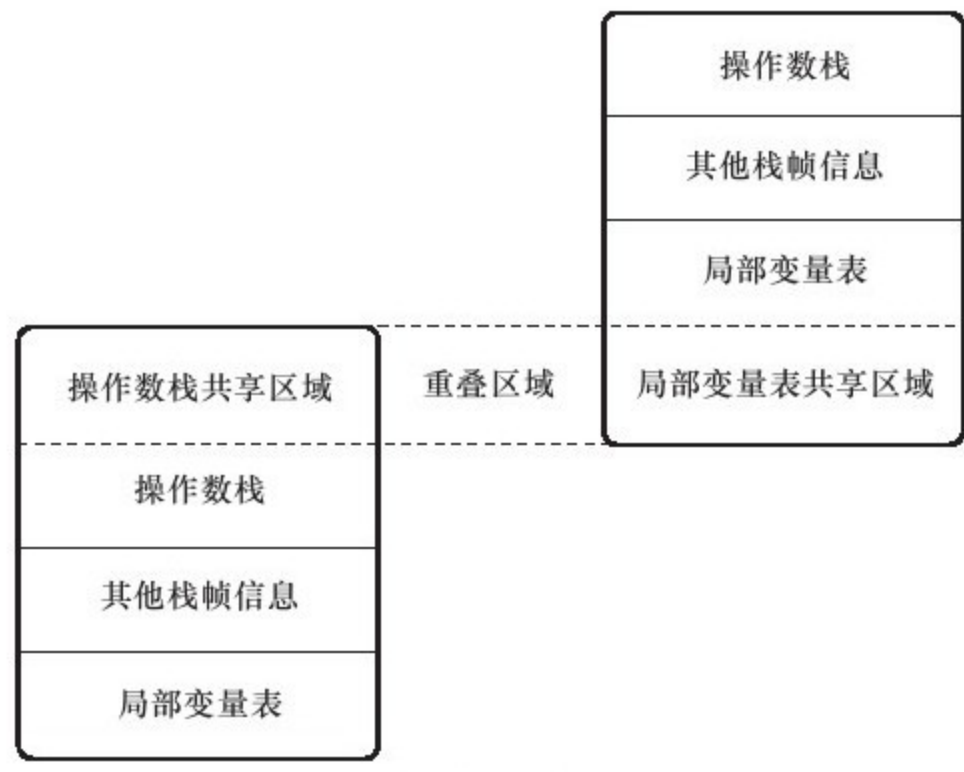 操作数栈
其他栈帧信息
局部变量表
操作数栈共享区域
重叠区域
局部变量表共享区域
操作数栈
其他栈帧信息
局部变量表